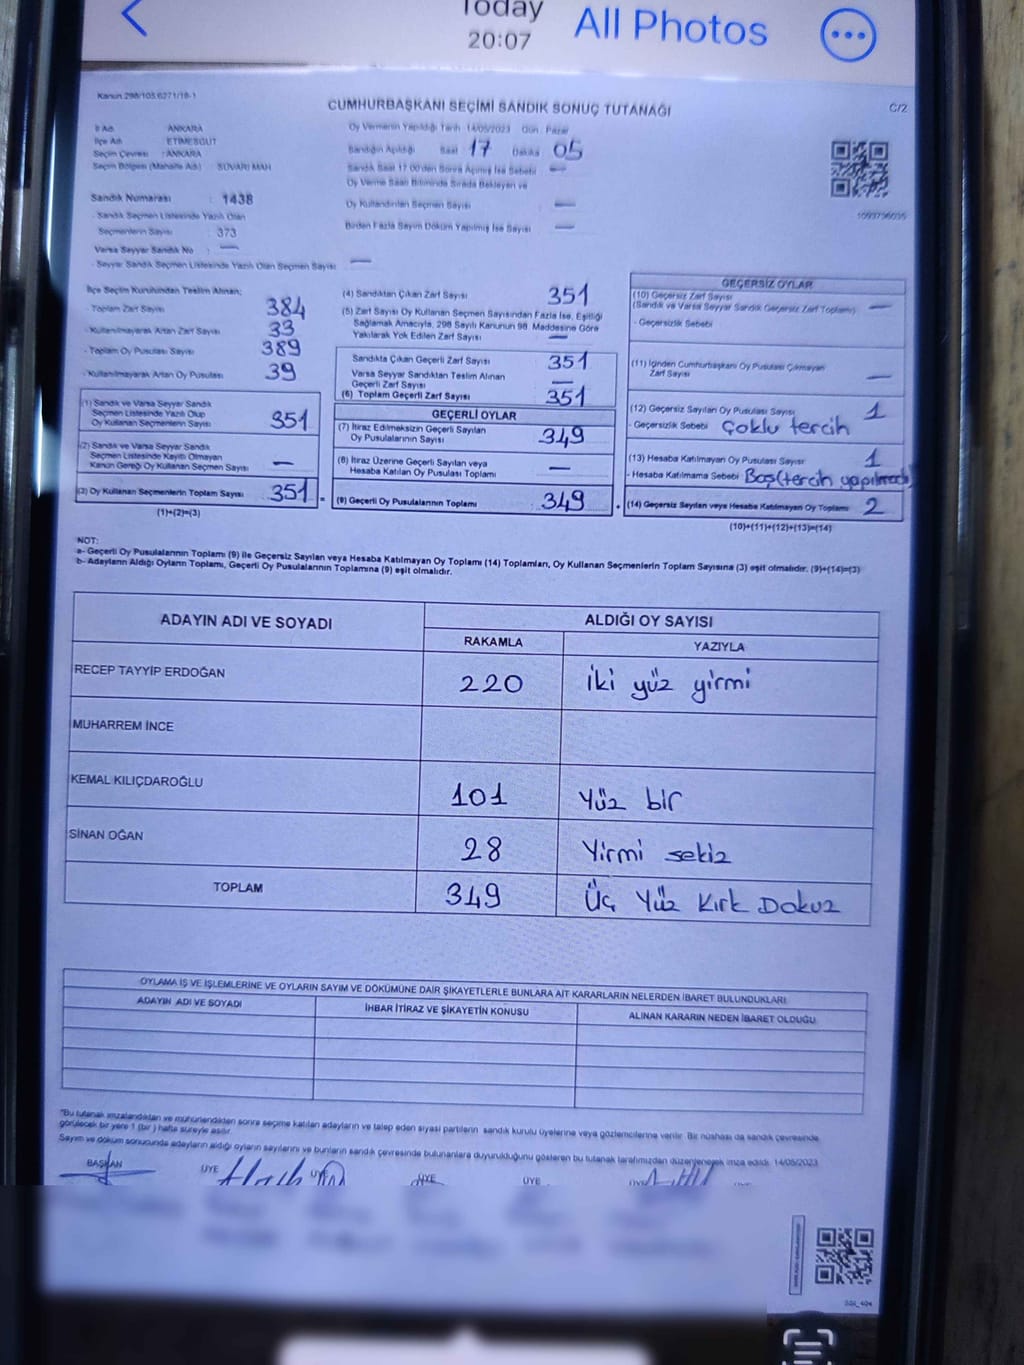 Today
20:07
All Photos
Kanun 298/105,6271/18-1
CUMHURBAŞKANI SEÇİMİ SANDIK SONUÇ TUTANAĞI
C/2
İl Adı ANKARA
İlçe Adı ETİMESGUT
Seçim Çevresi : ANKARA
Seçim Bölgesi (Mahalle Adı) SÜVARİ MAH
Oy Vermenin Yapıldığı Tarih 14/05/2023 Gün : Pazar
Sandığın Açıldığı Saat 17 Dakika 05
Sandık Saat 17.00'den Sonra Açılmış İse Sebebi —
Oy Verme Saati Bitiminde Sırada Bekleyen ve
Oy Kullandırılan Seçmen Sayısı —
Birden Fazla Sayım Döküm Yapılmış İse Sayısı —
Sandık Numarası : 1438
- Sandık Seçmen Listesinde Yazılı Olan
Seçmenlerin Sayısı 373
Varsa Seyyar Sandık No : —
- Seyyar Sandık Seçmen Listesinde Yazılı Olan Seçmen Sayısı —
İlçe Seçim Kurulundan Teslim Alınan;
- Toplam Zarf Sayısı 384
- Kullanılmayarak Artan Zarf Sayısı 33
- Toplam Oy Pusulası Sayısı 389
- Kullanılmayarak Artan Oy Pusulası 39
(1) Sandık ve Varsa Seyyar Sandık
Seçmen Listesinde Yazılı Olup
Oy Kullanan Seçmenlerin Sayısı 351
(2) Sandık ve Varsa Seyyar Sandık
Seçmen Listesinde Kayıtlı Olmayan
Kanun Gereği Oy Kullanan Seçmen Sayısı —
(3) Oy Kullanan Seçmenlerin Toplam Sayısı 351
(1)+(2)=(3)
(4) Sandıktan Çıkan Zarf Sayısı 351
(5) Zarf Sayısı Oy Kullanan Seçmen Sayısından Fazla İse, Eşitliği
Sağlamak Amacıyla, 298 Sayılı Kanunun 98. Maddesine Göre
Yakılarak Yok Edilen Zarf Sayısı —
Sandıkta Çıkan Geçerli Zarf Sayısı 351
Varsa Seyyar Sandıktan Teslim Alınan
Geçerli Zarf Sayısı —
(6) Toplam Geçerli Zarf Sayısı 351
GEÇERLİ OYLAR
(7) İtiraz Edilmeksizin Geçerli Sayılan
Oy Pusulalarının Sayısı 349
(8) İtiraz Üzerine Geçerli Sayılan veya
Hesaba Katılan Oy Pusulası Toplamı —
= (9) Geçerli Oy Pusulalarının Toplamı 349
GEÇERSİZ OYLAR
(10) Geçersiz Zarf Sayısı
(Sandık ve Varsa Seyyar Sandık Geçersiz Zarf Toplamı) —
- Geçersizlik Sebebi
(11) İçinden Cumhurbaşkanı Oy Pusulası Çıkmayan
Zarf Sayısı —
(12) Geçersiz Sayılan Oy Pusulası Sayısı 1
- Geçersizlik Sebebi Çoklu tercih
(13) Hesaba Katılmayan Oy Pusulası Sayısı 1
- Hesaba Katılmama Sebebi Boş(tercih yapılmadı)
+ (14) Geçersiz Sayılan veya Hesaba Katılmayan Oy Toplamı 2
(10)+(11)+(12)+(13)=(14)
NOT:
a- Geçerli Oy Pusulalarının Toplamı (9) ile Geçersiz Sayılan veya Hesaba Katılmayan Oy Toplamı (14) Toplamları, Oy Kullanan Seçmenlerin Toplam Sayısına (3) eşit olmalıdır. (9)+(14)=(3)
b- Adayların Aldığı Oyların Toplamı, Geçerli Oy Pusulalarının Toplamına (9) eşit olmalıdır.
ADAYIN ADI VE SOYADI
ALDIĞI OY SAYISI
RAKAMLA YAZIYLA
RECEP TAYYİP ERDOĞAN 220 iki yüz yirmi
MUHARREM İNCE
KEMAL KILIÇDAROĞLU 101 Yüz bir
SİNAN OĞAN 28 Yirmi sekiz
TOPLAM 349 Üç Yüz Kırk Dokuz
OYLAMA İŞ VE İŞLEMLERİNE VE OYLARIN SAYIM VE DÖKÜMÜNE DAİR ŞİKAYETLERLE BUNLARA AİT KARARLARIN NELERDEN İBARET BULUNDUKLARI
ADAYIN ADI VE SOYADI
İHBAR İTİRAZ VE ŞİKAYETİN KONUSU
ALINAN KARARIN NEDEN İBARET OLDUĞU
"Bu tutanak imzalandıktan ve mühürlendikten sonra seçime katılan adayların ve talep eden siyasi partilerin sandık kurulu üyelerine veya gözlemcilerine verilir. Bir nüshası da sandık çevresinde
görülecek bir yere 1 (bir) hafta süreyle asılır.
Sayım ve döküm sonucunda adayların aldığı oyların sayılarını ve bunların sandık çevresinde bulunanlara duyurulduğunu gösteren bu tutanak tarafımızdan düzenlenerek imza edildi. 14/05/2023
BAŞKAN ÜYE ÜYE ÜYE ÜYE ÜYE